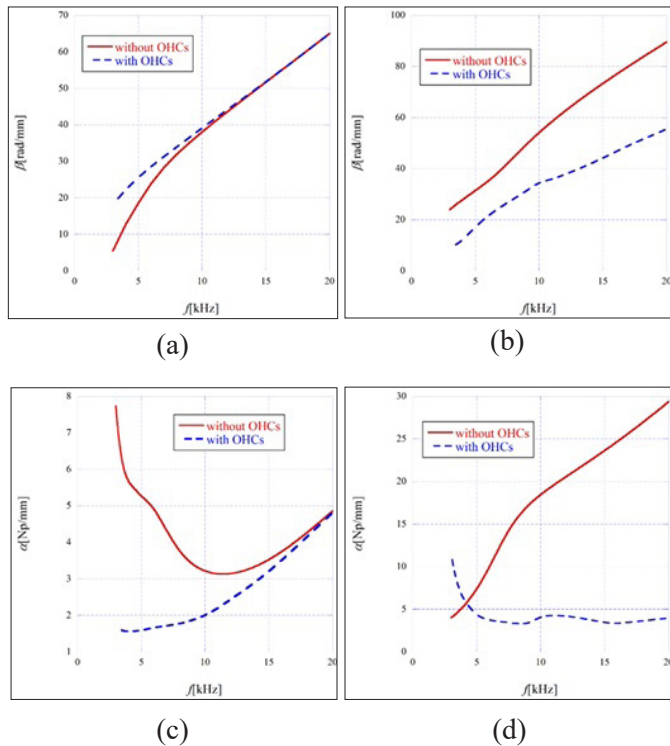 70
60
50
40
30
20
10
0
β[rad/mm]
without OHCs
with OHCs
0 5 10 15 20
f[kHz]
(a)
100
80
60
40
20
0
β[rad/mm]
without OHCs
with OHCs
0 5 10 15 20
f[kHz]
(b)
8
7
6
5
4
3
2
1
α[Np/mm]
without OHCs
with OHCs
0 5 10 15 20
f[kHz]
(c)
30
25
20
15
10
5
0
α[Np/mm]
without OHCs
with OHCs
0 5 10 15 20
f[kHz]
(d)